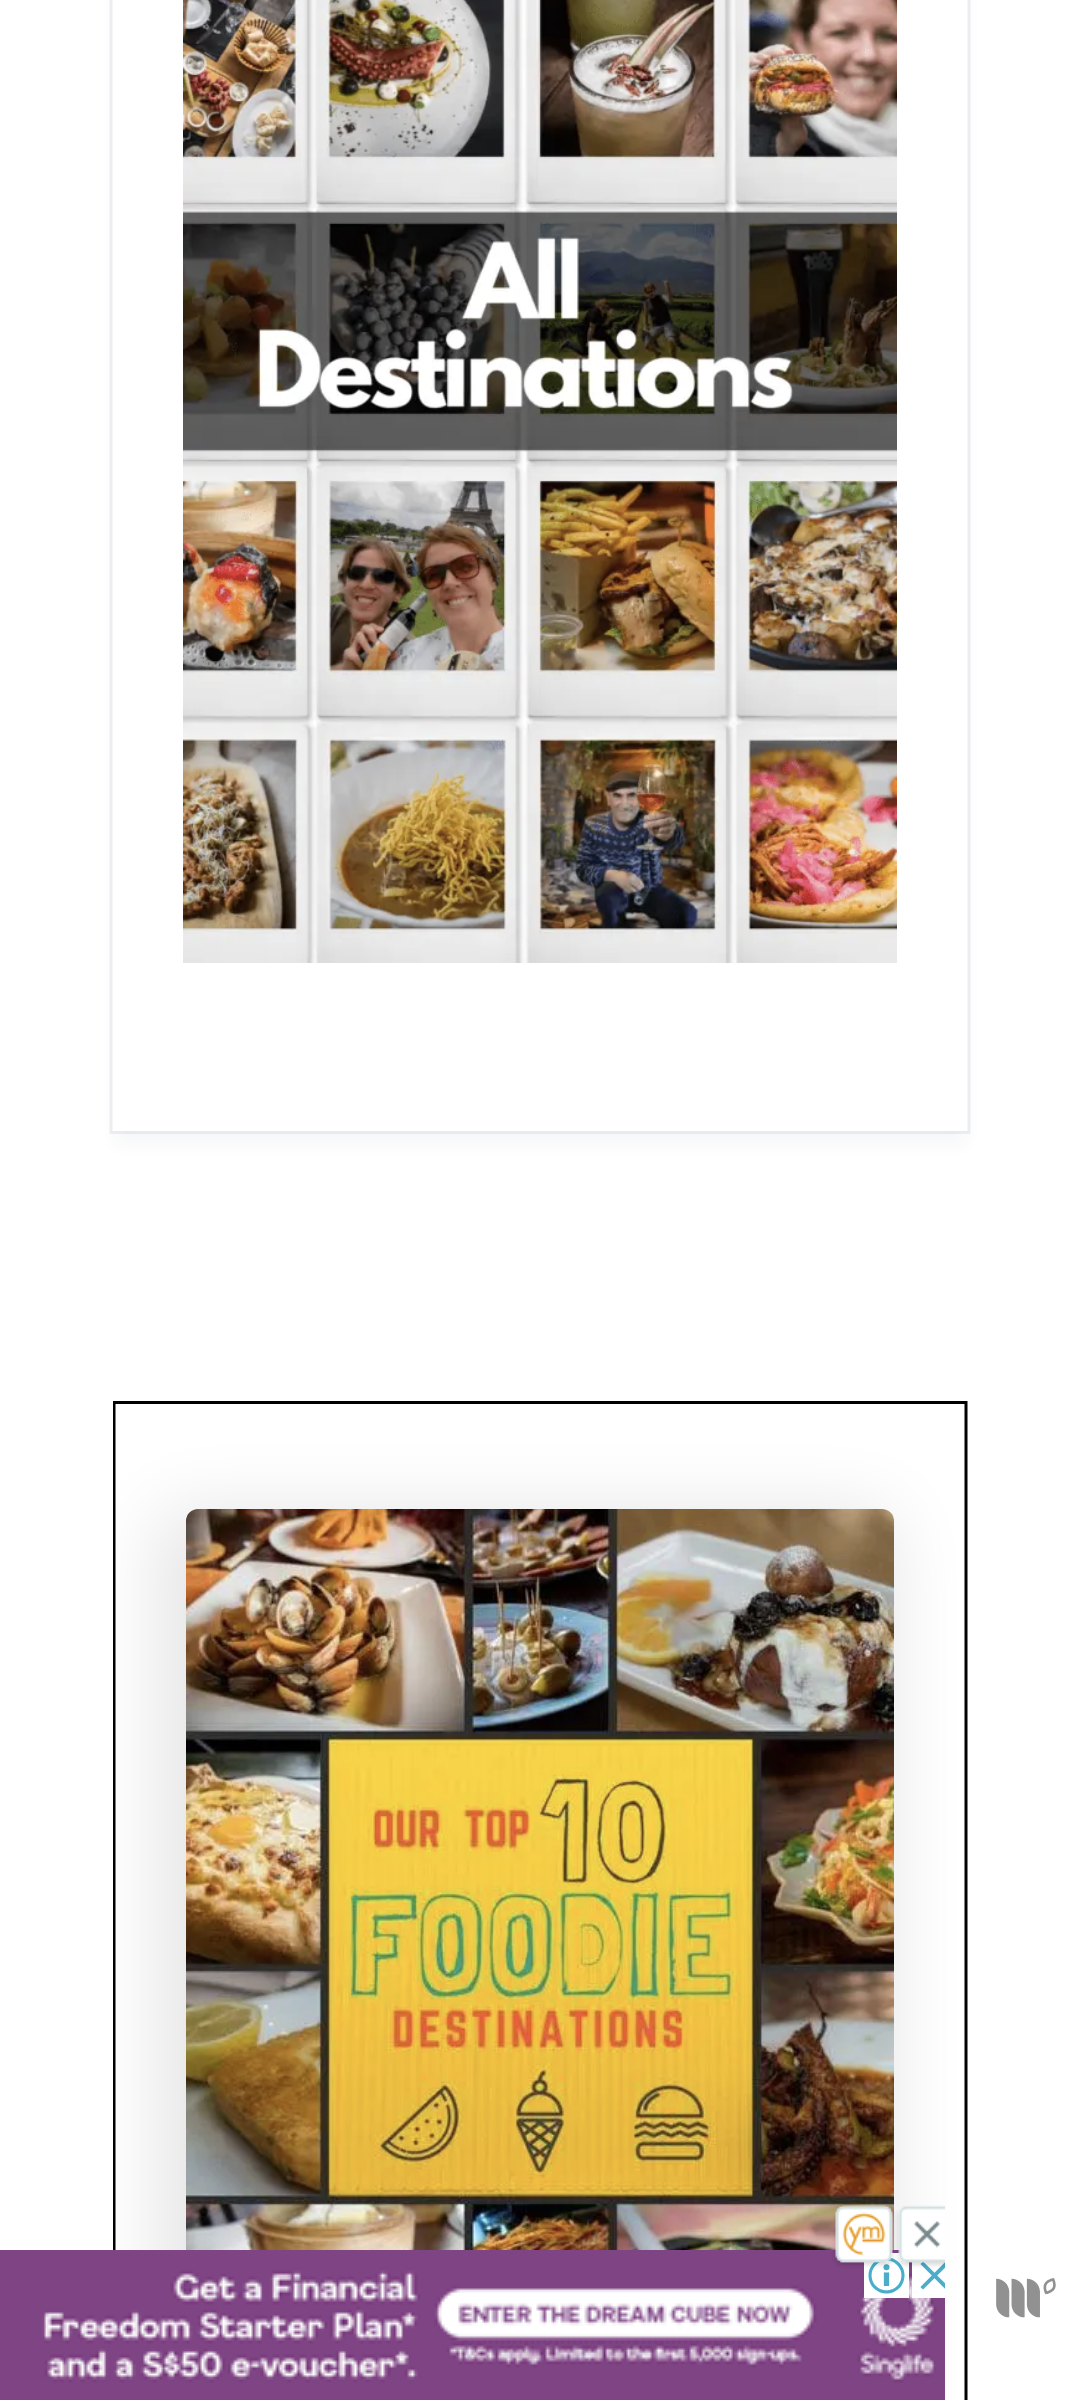 All
Destinations
OUR TOP 10
FOODIE
DESTINATIONS
ym
Get a Financial
Freedom Starter Plan*
and a S$50 e-voucher*.
ENTER THE DREAM CUBE NOW
*T&Cs apply. Limited to the first 5,000 sign-ups.
Singlife